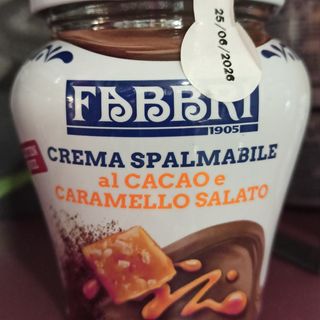 25/06/2026
FABBRI
1905
CREMA SPALMABILE
al CACAO e
CARAMELLO SALATO